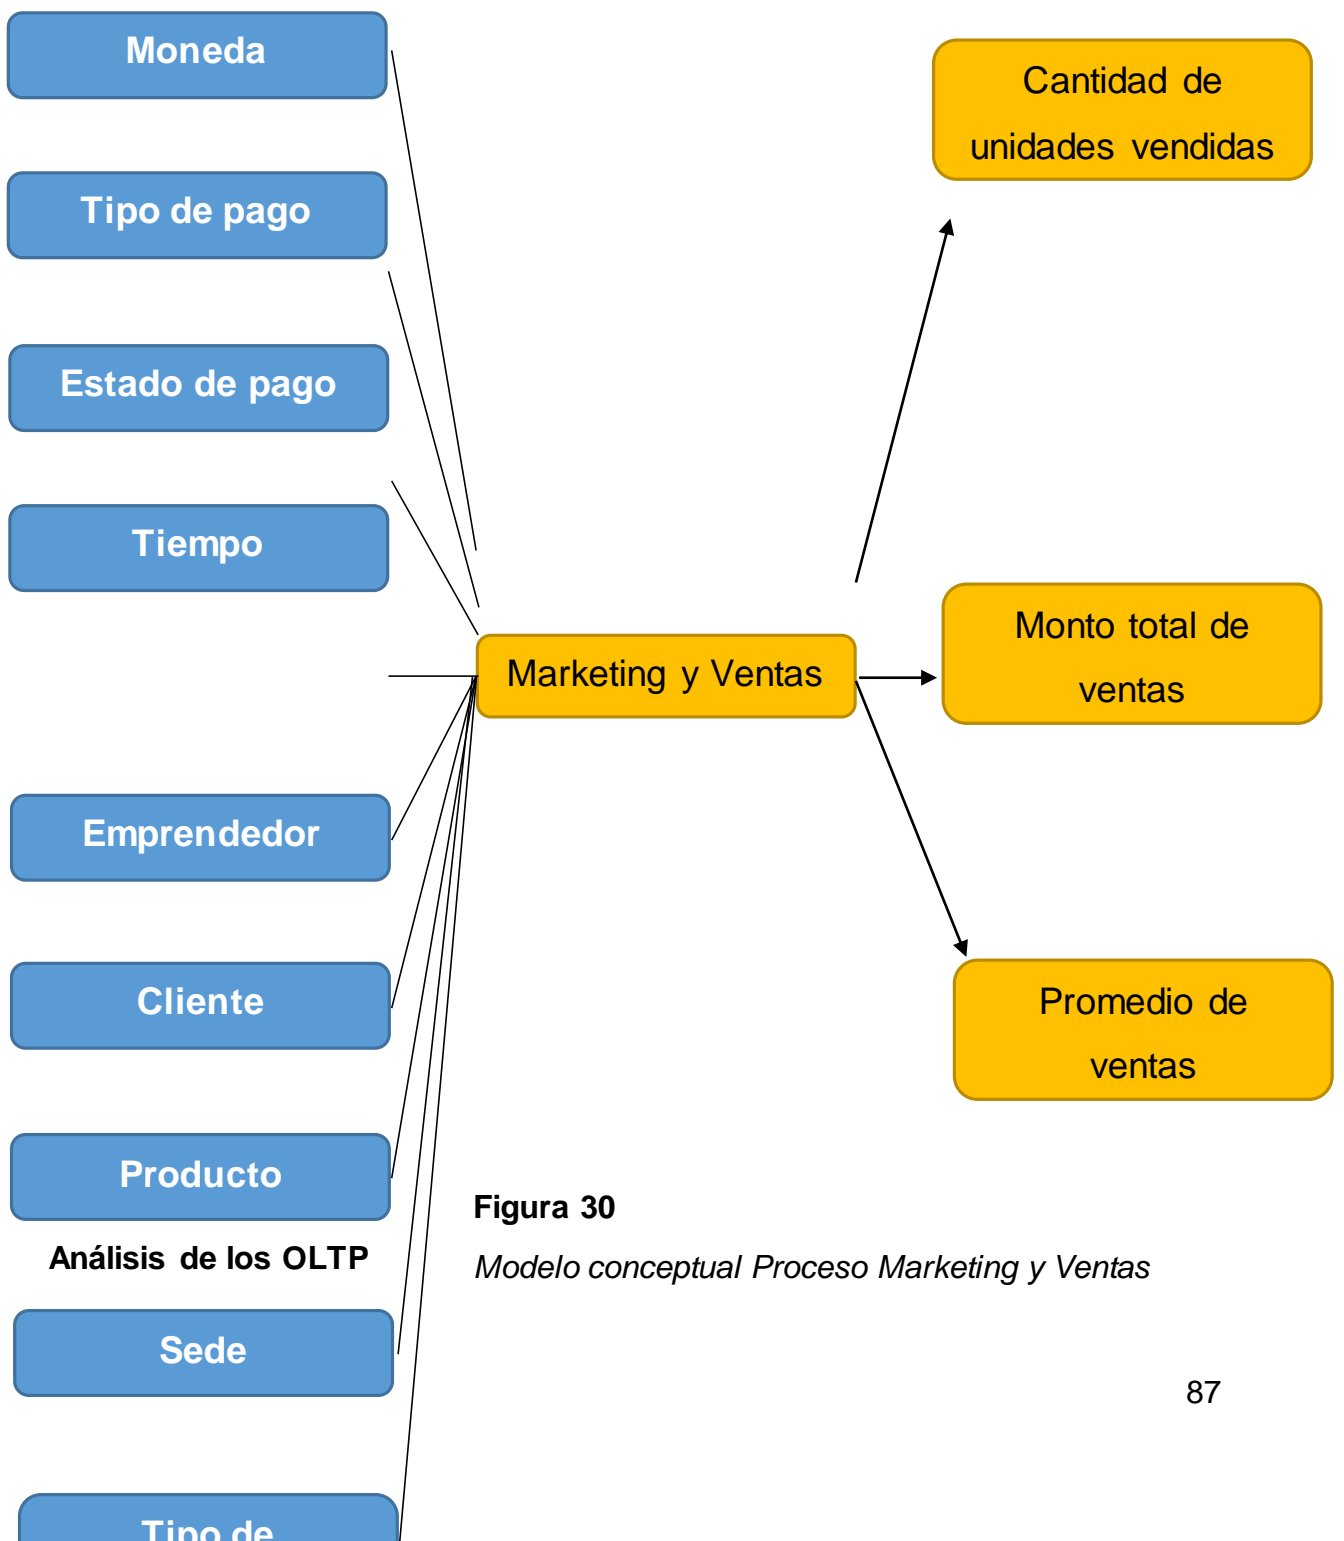 Moneda
Tipo de pago
Estado de pago
Tiempo
Emprendedor
Cliente
Producto
Análisis de los OLTP
Sede
Tipo de
Marketing y Ventas
Cantidad de
unidades vendidas
Monto total de
ventas
Promedio de
ventas
Figura 30
Modelo conceptual Proceso Marketing y Ventas
87